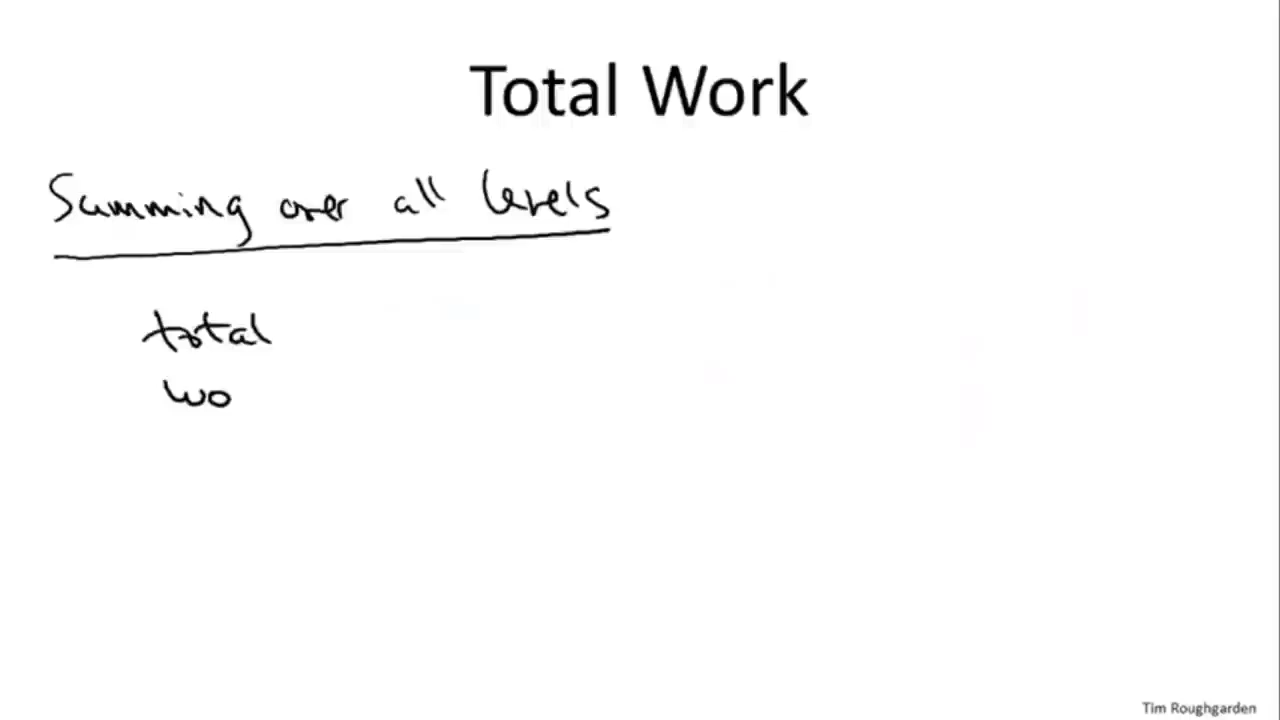 Total Work
Summing over all levels
total
wo
Tim Roughgarden